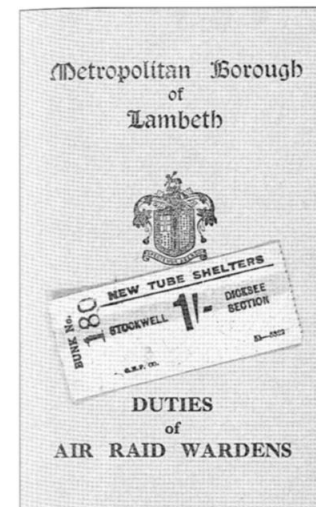 Metropolitan Borough
of
Lambeth
NEW TUBE SHELTERS
BUNK No.
180
STOCKWELL
1/-
DICKSEE
SECTION
DUTIES
of
AIR RAID WARDENS